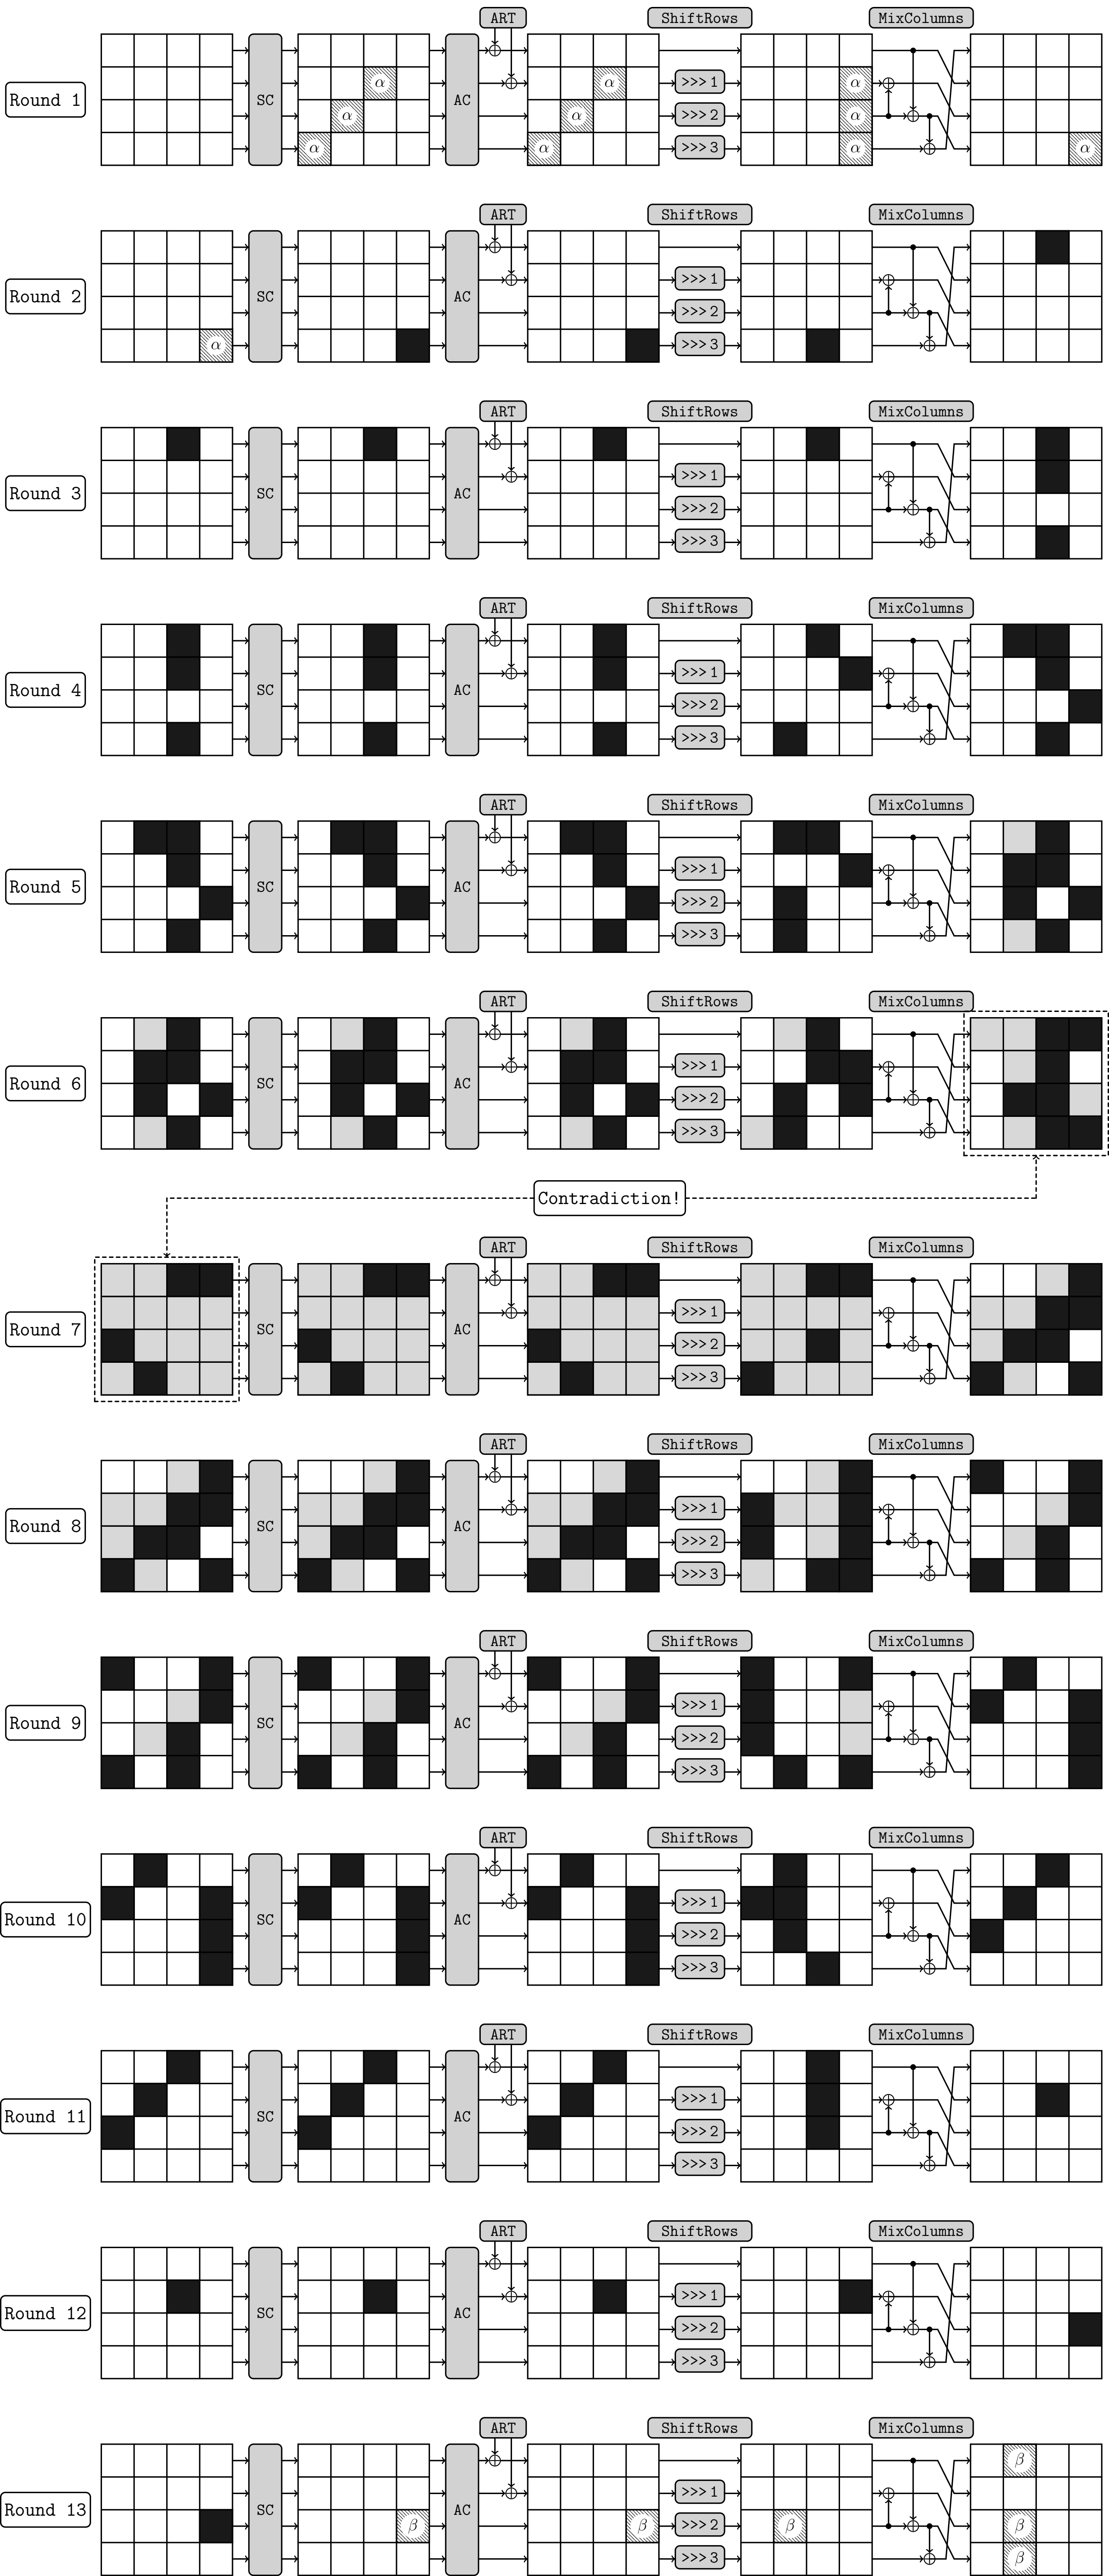 ART ShiftRows MixColumns
α α >>> 1 α
Round 1 SC AC
α α >>> 2 α
α α >>> 3 α α
ART ShiftRows MixColumns
>>> 1
Round 2 SC AC
>>> 2
α >>> 3
ART ShiftRows MixColumns
>>> 1
Round 3 SC AC
>>> 2
>>> 3
ART ShiftRows MixColumns
>>> 1
Round 4 SC AC
>>> 2
>>> 3
ART ShiftRows MixColumns
>>> 1
Round 5 SC AC
>>> 2
>>> 3
ART ShiftRows MixColumns
>>> 1
Round 6 SC AC
>>> 2
>>> 3
Contradiction!
ART ShiftRows MixColumns
>>> 1
Round 7 SC AC
>>> 2
>>> 3
ART ShiftRows MixColumns
>>> 1
Round 8 SC AC
>>> 2
>>> 3
ART ShiftRows MixColumns
>>> 1
Round 9 SC AC
>>> 2
>>> 3
ART ShiftRows MixColumns
>>> 1
Round 10 SC AC
>>> 2
>>> 3
ART ShiftRows MixColumns
>>> 1
Round 11 SC AC
>>> 2
>>> 3
ART ShiftRows MixColumns
>>> 1
Round 12 SC AC
>>> 2
>>> 3
ART ShiftRows MixColumns
β
>>> 1
Round 13 SC AC
β β >>> 2 β β
>>> 3 β